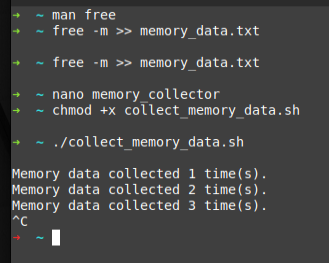 → ~ man free
→ ~ free -m >> memory_data.txt
→ ~ free -m >> memory_data.txt
→ ~ nano memory_collector
→ ~ chmod +x collect_memory_data.sh
→ ~ ./collect_memory_data.sh
Memory data collected 1 time(s).
Memory data collected 2 time(s).
Memory data collected 3 time(s).
^C
→ ~